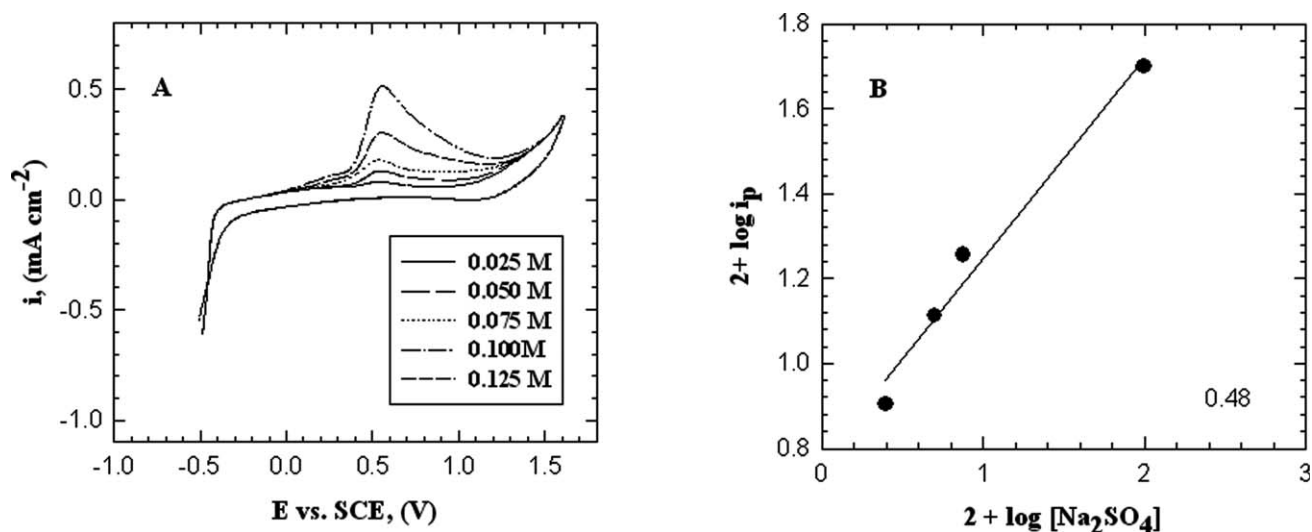 A
i, (mA cm-2)
0.5
0.0
-0.5
-1.0
0.025 M
0.050 M
0.075 M
0.100M
0.125 M
-1.0 -0.5 0.0 0.5 1.0 1.5
E vs. SCE, (V)
B
2+ log ip
1.8
1.6
1.4
1.2
1.0
0.8
0.48
0 1 2 3
2 + log [Na2SO4]